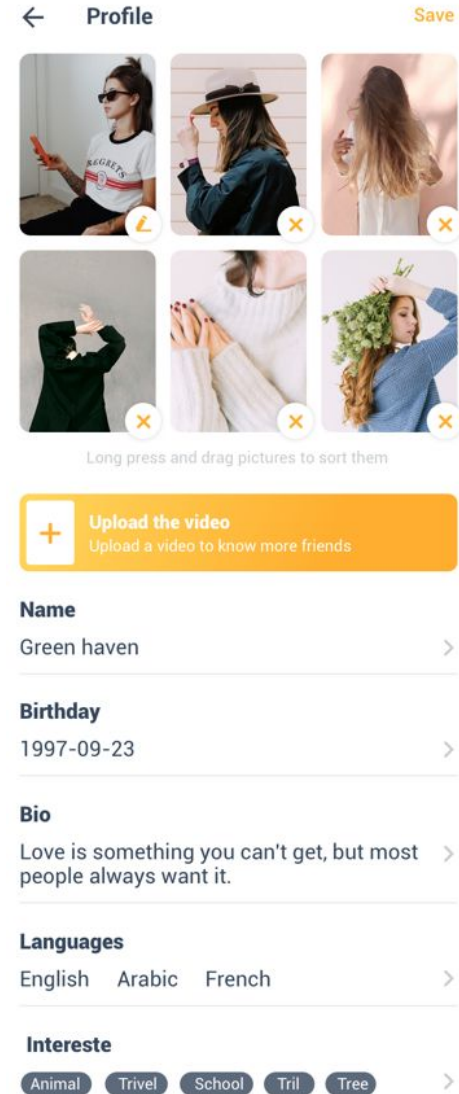 Profile
Save
REGRETS
Long press and drag pictures to sort them
Upload the video
Upload a video to know more friends
Name
Green haven
Birthday
1997-09-23
Bio
Love is something you can't get, but most
people always want it.
Languages
English Arabic French
Intereste
Animal Trivel School Tril Tree